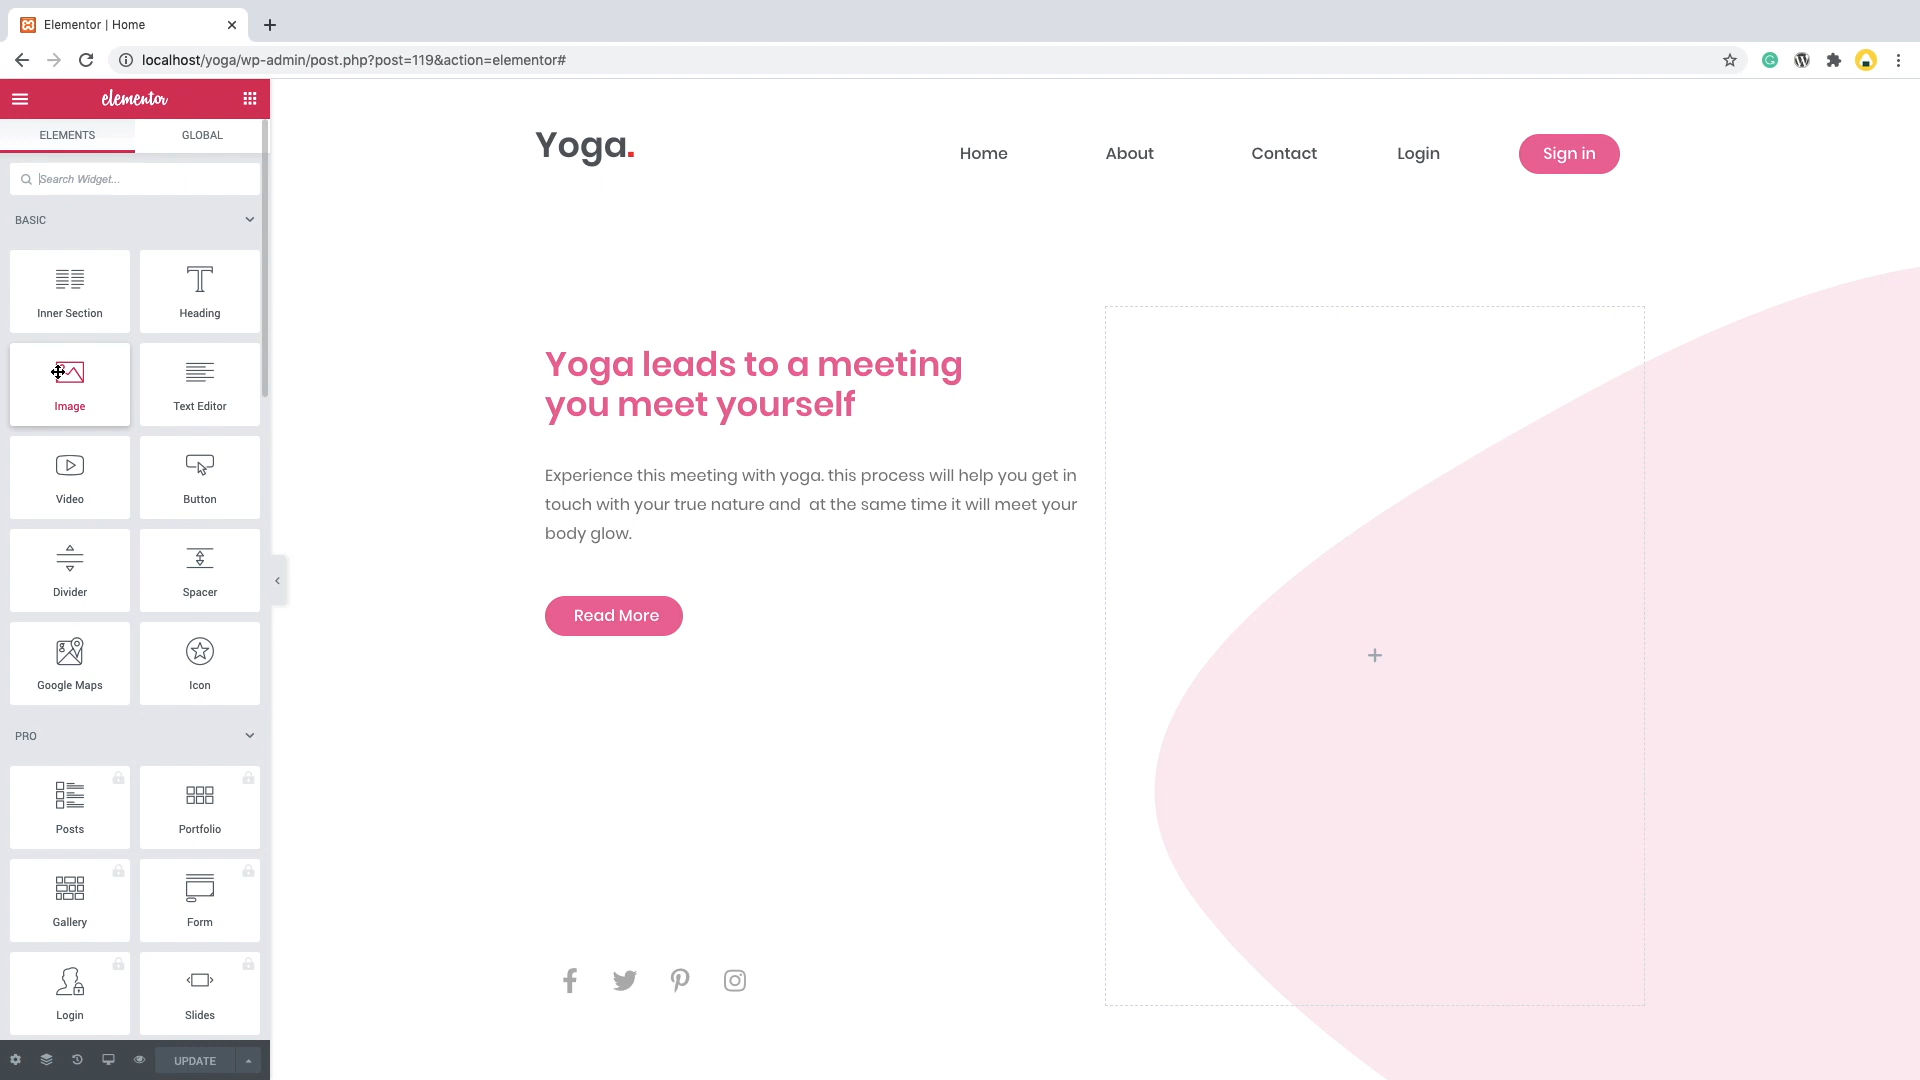 Elementor | Home
localhost/yoga/wp-admin/post.php?post=119&action=elementor#
elementor
ELEMENTS
GLOBAL
Search Widget...
BASIC
Inner Section
Heading
Image
Text Editor
Video
Button
Divider
Spacer
Google Maps
Icon
PRO
Posts
Portfolio
Gallery
Form
Login
Slides
UPDATE
Yoga.
Home
About
Contact
Login
Sign in
Yoga leads to a meeting
you meet yourself
Experience this meeting with yoga. this process will help you get in
touch with your true nature and  at the same time it will meet your
body glow.
Read More